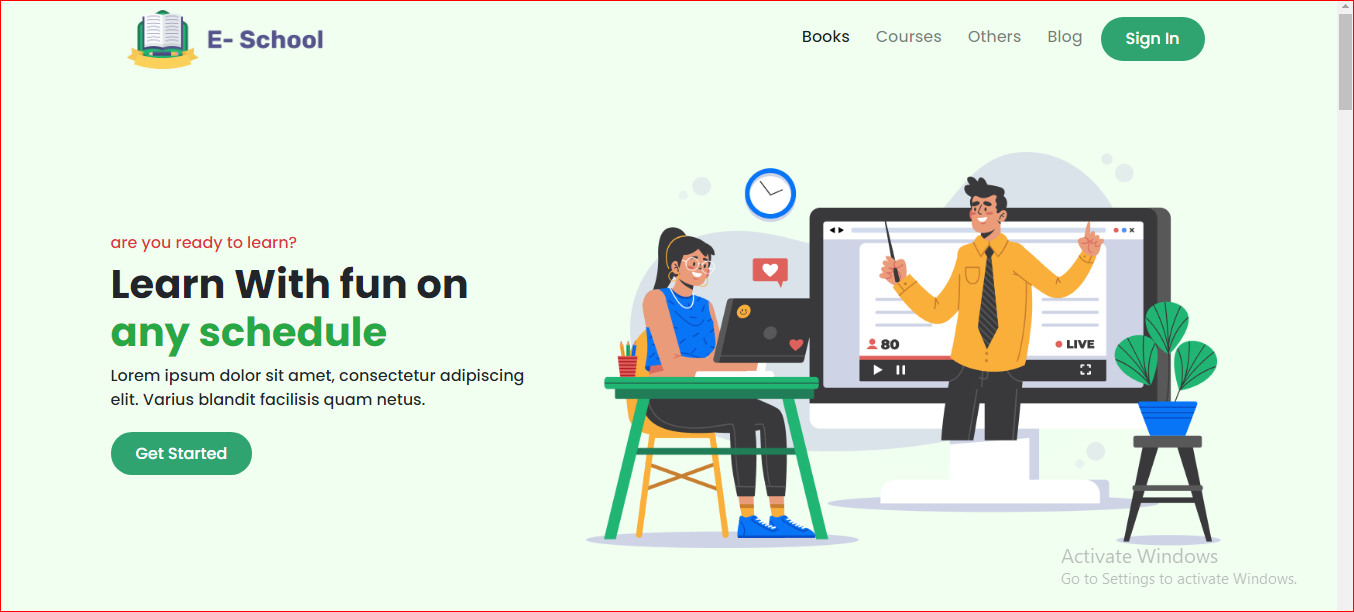 E- School
Books Courses Others Blog Sign In
are you ready to learn?
Learn With fun on
any schedule
Lorem ipsum dolor sit amet, consectetur adipiscing
elit. Varius blandit facilisis quam netus.
Get Started
80
LIVE
Activate Windows
Go to Settings to activate Windows.